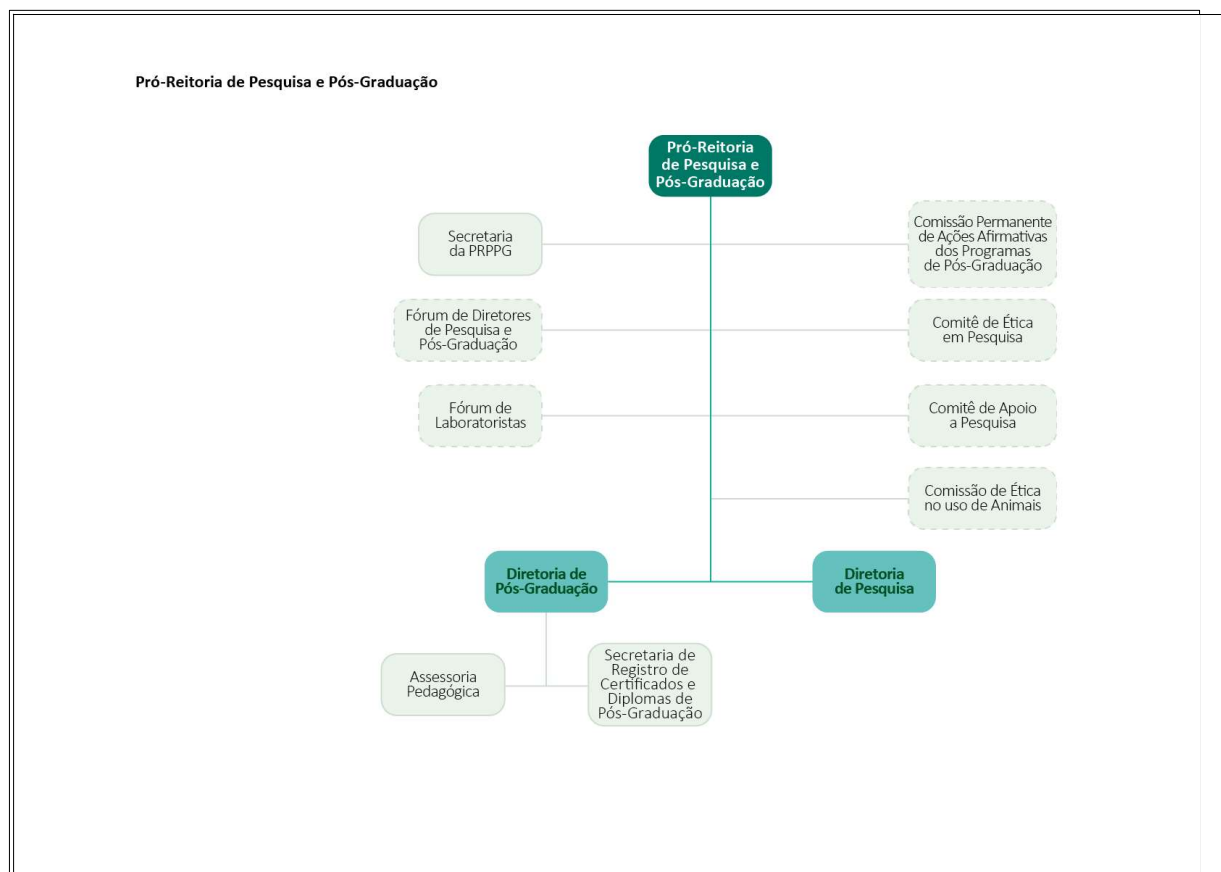 Pró-Reitoria de Pesquisa e Pós-Graduação
Pró-Reitoria
de Pesquisa e
Pós-Graduação
Secretaria
da PRPPG
Comissão Permanente
de Ações Afirmativas
dos Programas
de Pós-Graduação
Fórum de Diretores
de Pesquisa e
Pós-Graduação
Comitê de Ética
em Pesquisa
Fórum de
Laboratoristas
Comitê de Apoio
a Pesquisa
Comissão de Ética
no uso de Animais
Diretoria de
Pós-Graduação
Diretoria
de Pesquisa
Assessoria
Pedagógica
Secretaria de
Registro de
Certificados e
Diplomas de
Pós-Graduação